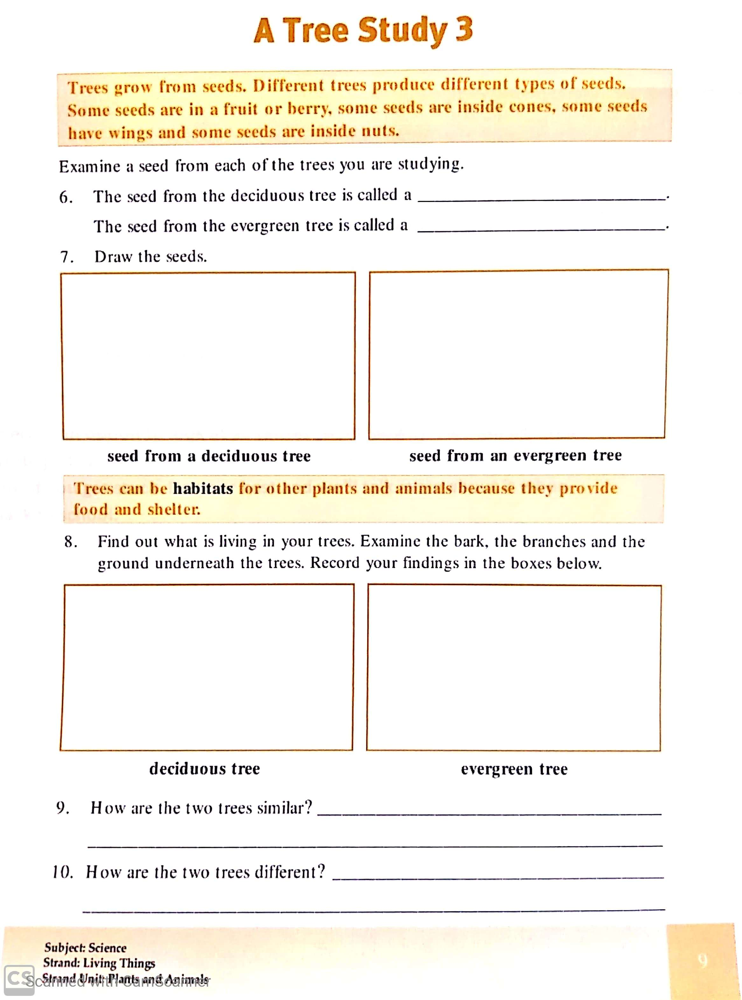 A Tree Study 3
Trees grow from seeds. Different trees produce different types of seeds.
Some seeds are in a fruit or berry, some seeds are inside cones, some seeds
have wings and some seeds are inside nuts.
Examine a seed from each of the trees you are studying.
6. The seed from the deciduous tree is called a ______.
The seed from the evergreen tree is called a ______.
7. Draw the seeds.
seed from a deciduous tree
seed from an evergreen tree
Trees can be habitats for other plants and animals because they provide
food and shelter.
8. Find out what is living in your trees. Examine the bark, the branches and the
ground underneath the trees. Record your findings in the boxes below.
deciduous tree
evergreen tree
9. How are the two trees similar? ______
10. How are the two trees different? ______
Subject: Science
Strand: Living Things
Strand Unit: Plants and Animals
9
CS Scanned with CamScanner